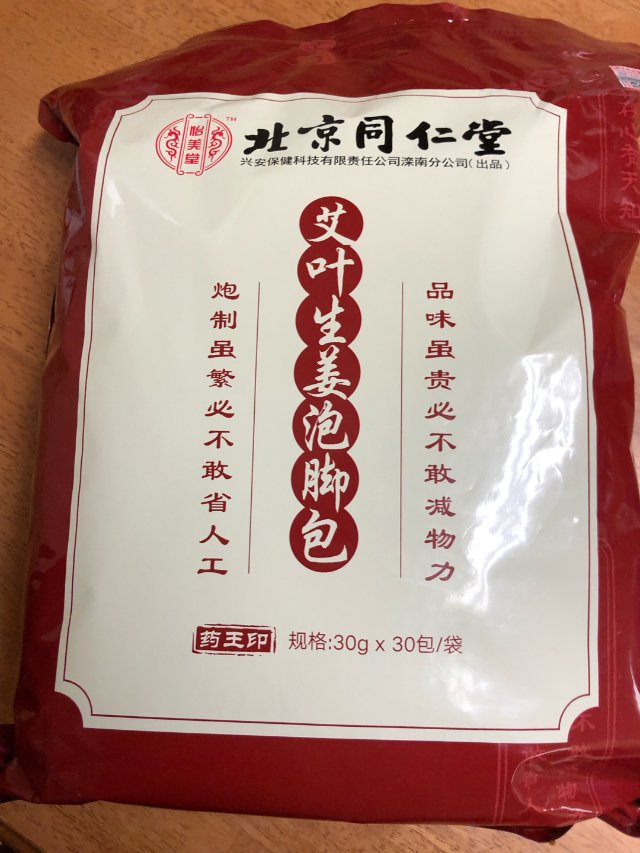 怡美堂
TM
北京同仁堂
兴安保健科技有限责任公司滦南分公司(出品)
艾叶生姜泡脚包
品味虽贵必不敢减物力
炮制虽繁必不敢省人工
药王印
规格:30g x 30包/袋